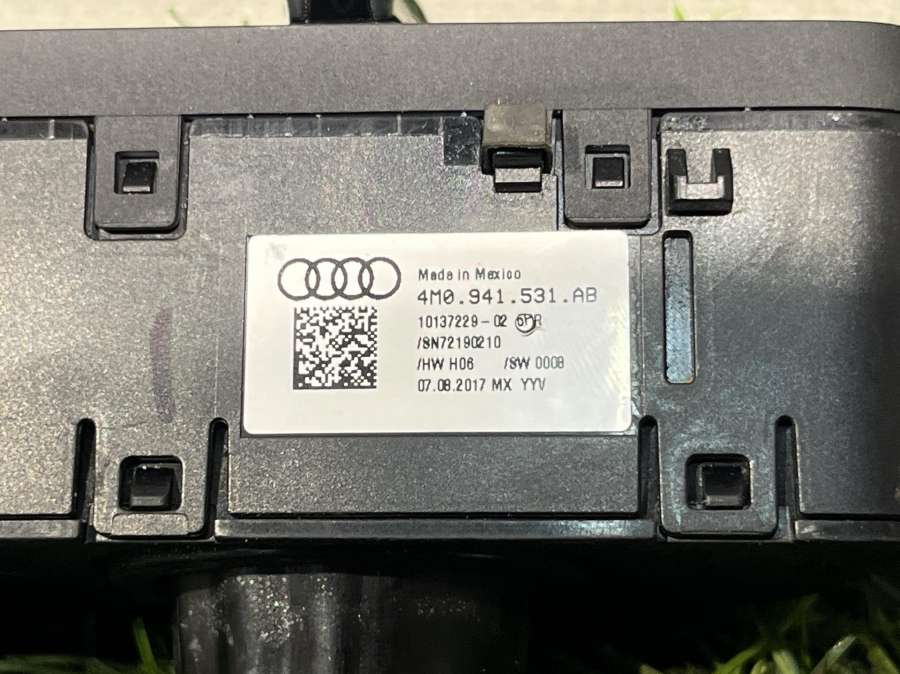 Made in Mexico
4M0.941.531.AB
10137229-02 6PR
/SN72190210
/HW H06 /SW 0008
07.08.2017 MX YYV